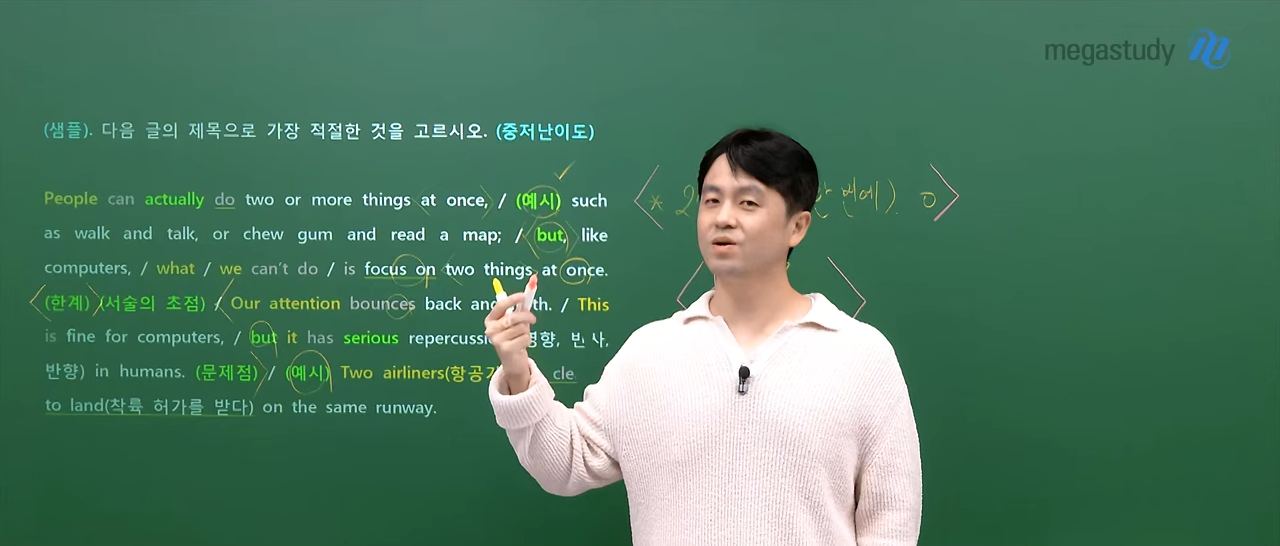 megastudy
(샘플). 다음 글의 제목으로 가장 적절한 것을 고르시오. (중저난이도)
People can actually do two or more things at once, / (예시) such
as walk and talk, or chew gum and read a map; / but, like
computers, / what / we can't do / is focus on two things at once.
(한계) (서술의 초점) / Our attention bounces back and th. / This
is fine for computers, / but it has serious repercussi 향, 반사,
반향) in humans. (문제점) / (예시) Two airliners(항공 cle
to land(착륙 허가를 받다) on the same runway.
* 2 번에). O